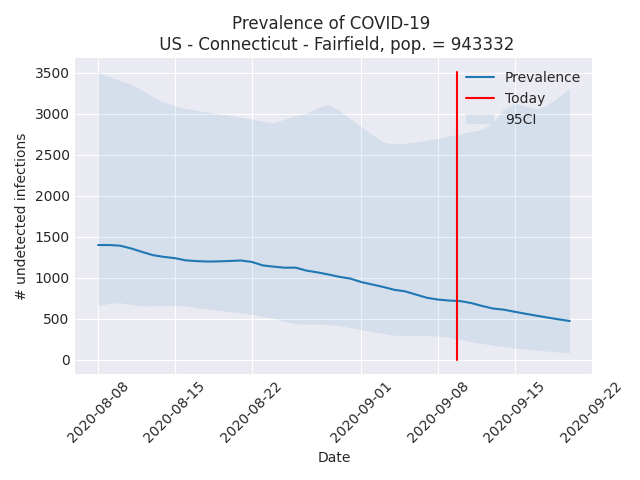 Prevalence of COVID-19
US - Connecticut - Fairfield, pop. = 943332
# undetected infections
3500
3000
2500
2000
1500
1000
500
0
Prevalence
Today
95CI
2020-08-08
2020-08-15
2020-08-22
2020-09-01
2020-09-08
2020-09-15
2020-09-22
Date